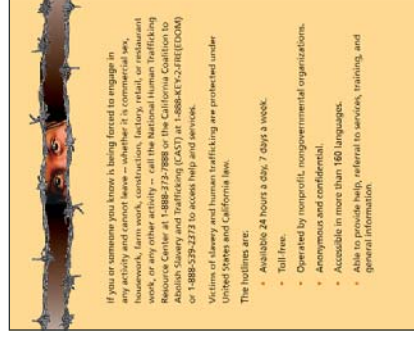 If you or someone you know is being forced to engage in
any activity and cannot leave – whether it is commercial sex,
housework, farm work, construction, factory, retail, or restaurant
work, or any other activity – call the National Human Trafficking
Resource Center at 1-888-373-7888 or the California Coalition to
Abolish Slavery and Trafficking (CAST) at 1-888-KEY-2-FRE(EDOM)
or 1-888-539-2373 to access help and services.
Victims of slavery and human trafficking are protected under
United States and California law.
The hotlines are:
• Available 24 hours a day, 7 days a week.
• Toll-free.
• Operated by nonprofit, nongovernmental organizations.
• Anonymous and confidential.
• Accessible in more than 160 languages.
• Able to provide help, referral to services, training, and
general information.